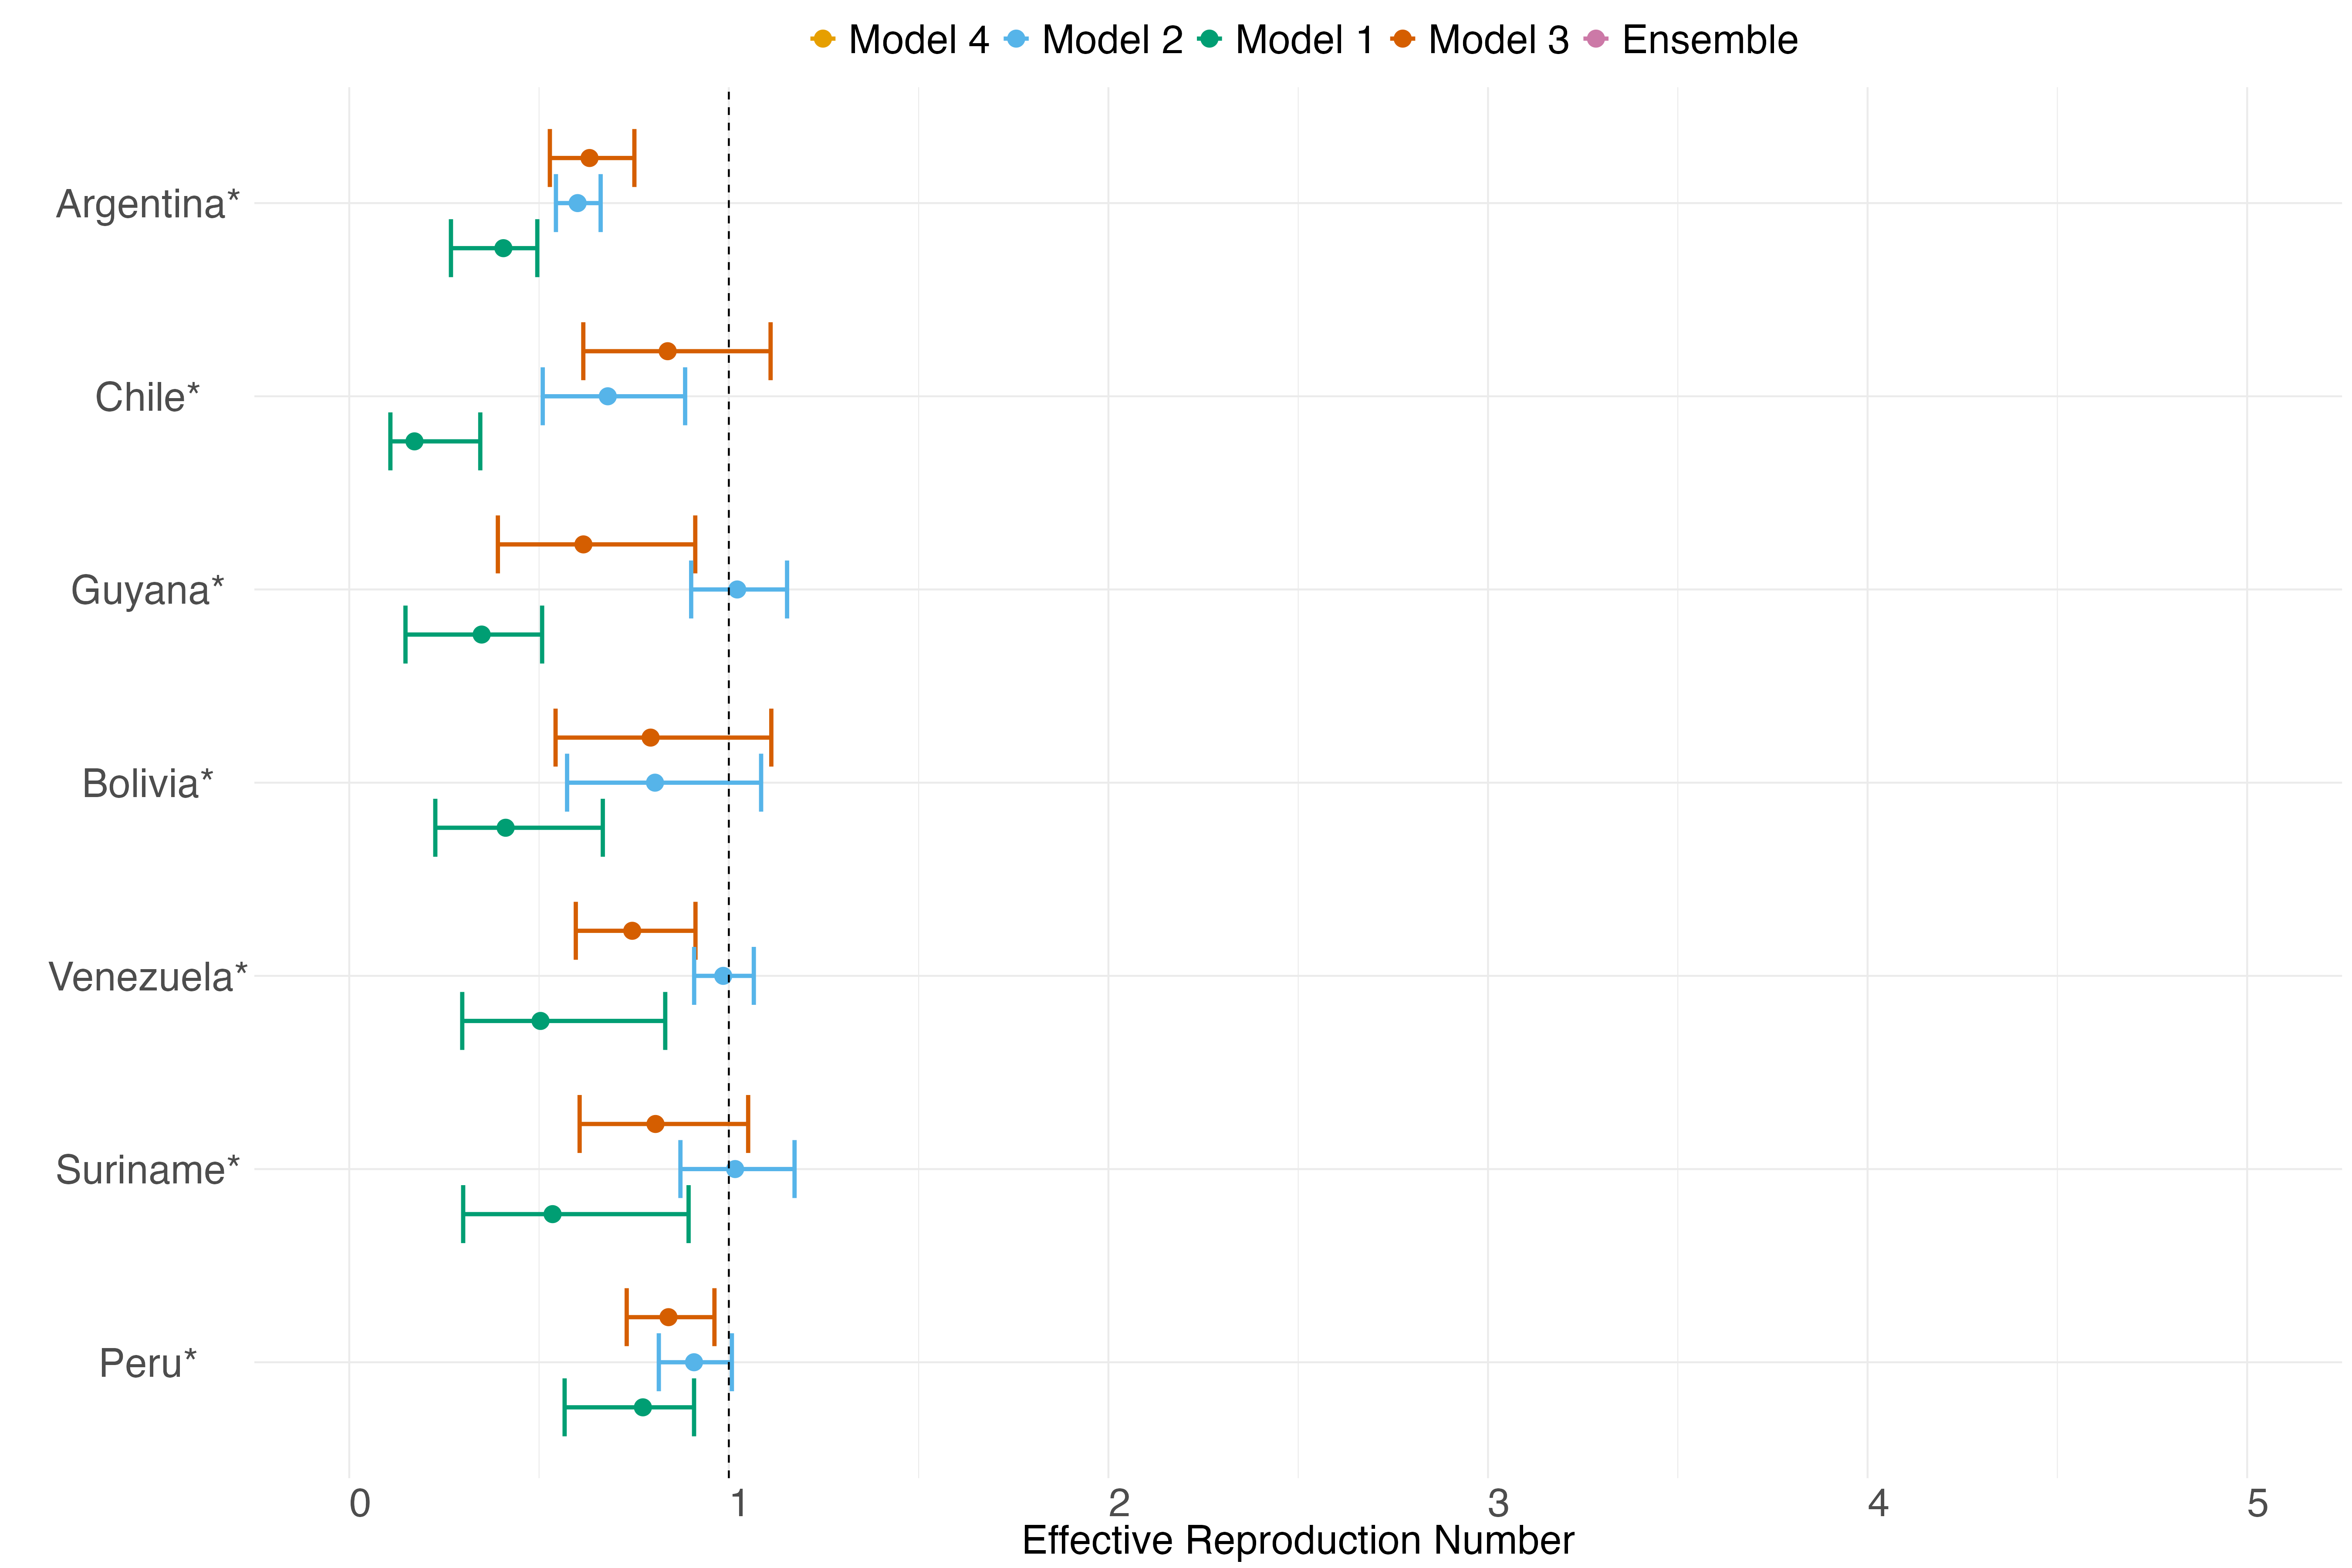 Model 4 Model 2 Model 1 Model 3 Ensemble
Argentina*
Chile*
Guyana*
Bolivia*
Venezuela*
Suriname*
Peru*
0 1 2 3 4 5
Effective Reproduction Number